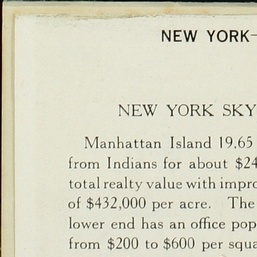 NEW YORK—
NEW YORK SKY
Manhattan Island 19.65
from Indians for about $24
total realty value with impro
of $432,000 per acre. The
lower end has an office pop
from $200 to $600 per squa